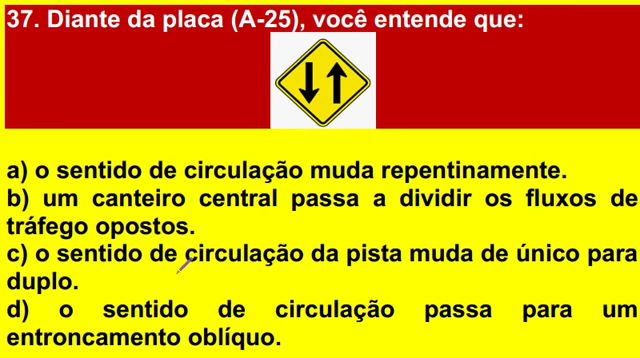 37. Diante da placa (A-25), você entende que:
a) o sentido de circulação muda repentinamente.
b) um canteiro central passa a dividir os fluxos de
tráfego opostos.
c) o sentido de circulação da pista muda de único para
duplo.
d) o sentido de circulação passa para um
entroncamento oblíquo.